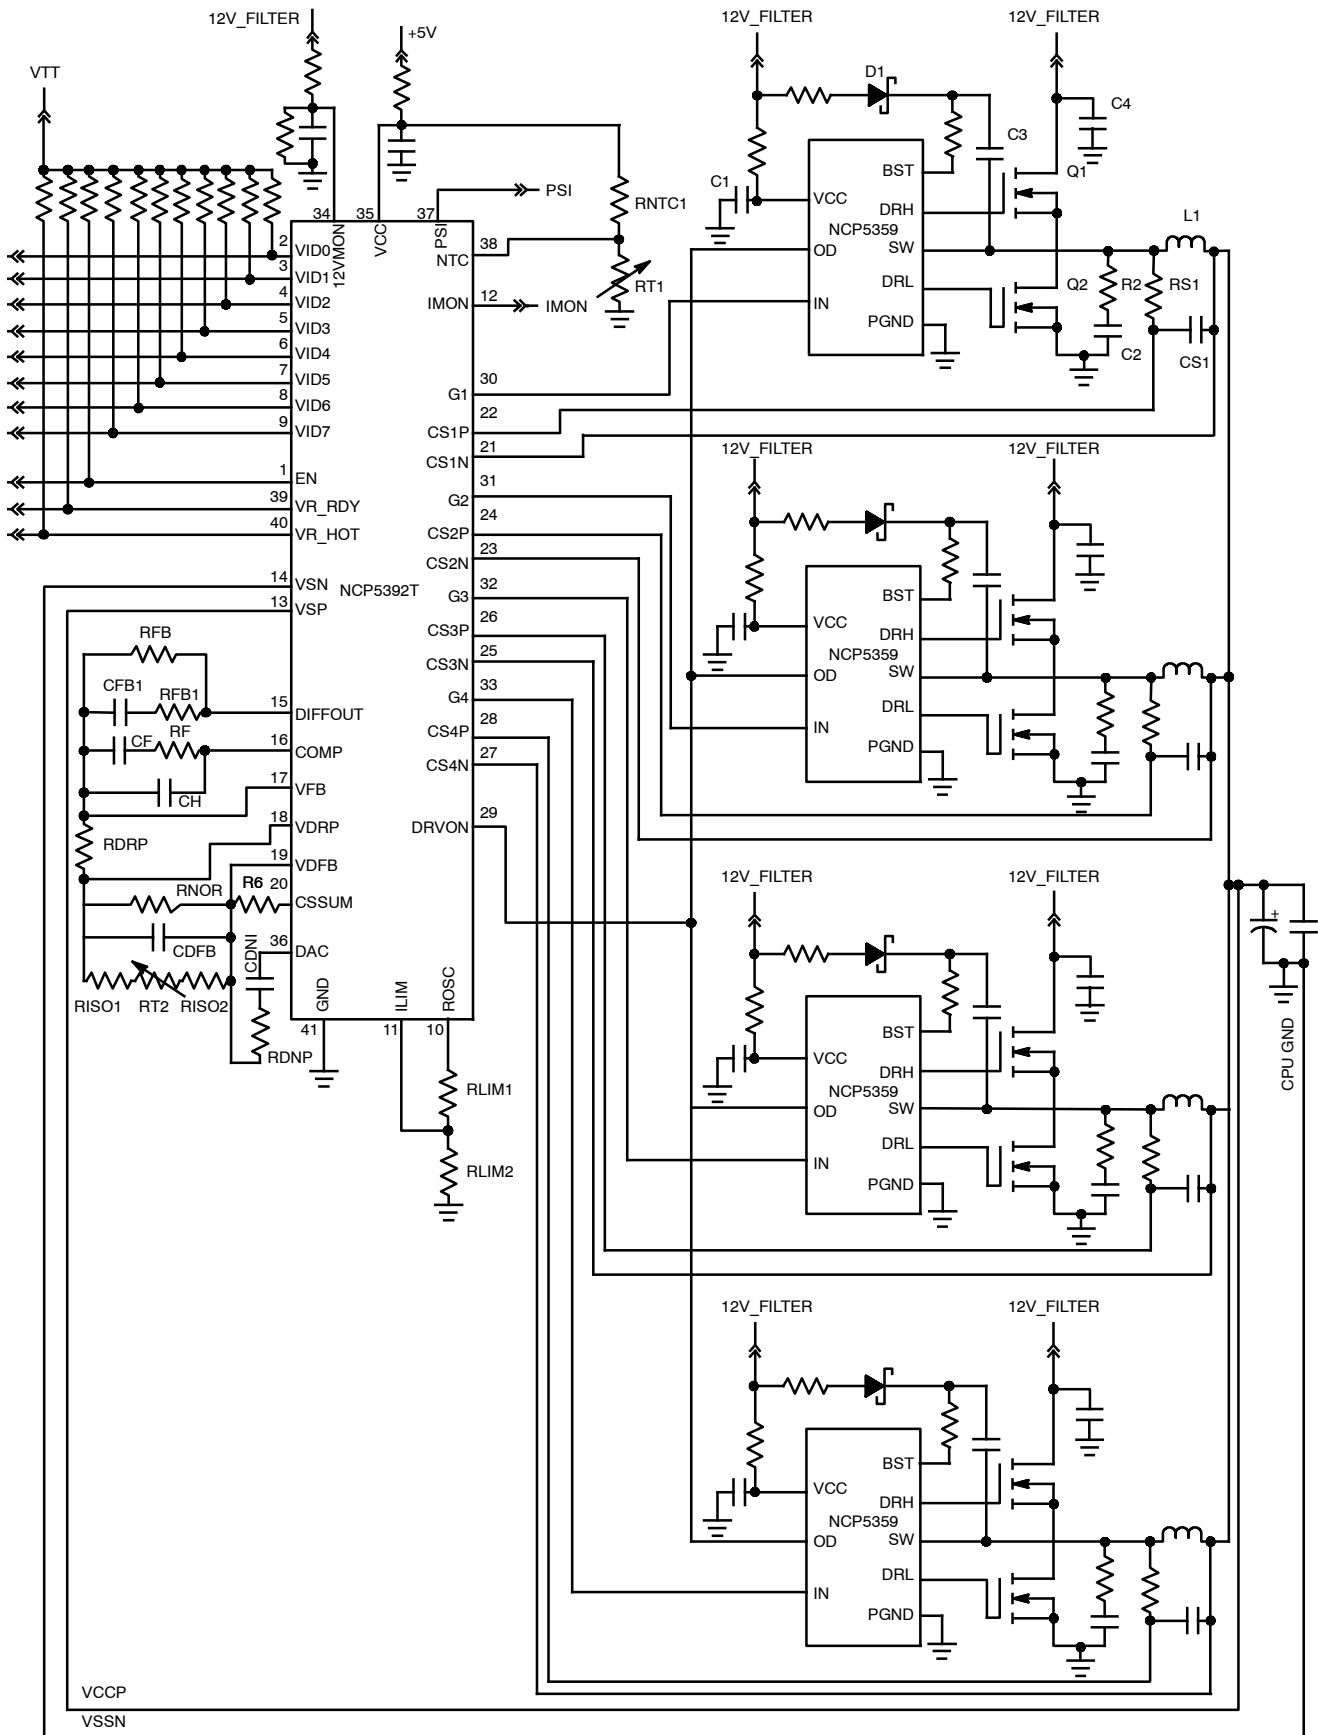 12V_FILTER
+5V
VTT
12V_FILTER
12V_FILTER
D1
C4
C3
BST
Q1
C1
VCC
DRH
NCP5359
SW
L1
OD
DRL
Q2
R2
RS1
IN
PGND
C2
CS1
PSI
RNTC1
RT1
IMON
34
35
37
12VMON
VCC
PSI
2
VID0
3
VID1
4
VID2
5
VID3
6
VID4
7
VID5
8
VID6
9
VID7
1
EN
39
VR_RDY
40
VR_HOT
14
VSN
NCP5392T
13
VSP
38
NTC
12
IMON
30
G1
22
CS1P
21
CS1N
31
G2
24
CS2P
23
CS2N
32
G3
26
CS3P
25
CS3N
33
G4
28
CS4P
27
CS4N
29
DRVON
RFB
CFB1
RFB1
15
DIFFOUT
CF
RF
16
COMP
CH
17
VFB
18
VDRP
RDRP
19
VDFB
RNOR
R6
20
CSSUM
CDFB
CDNI
36
DAC
RISO1
RT2
RISO2
RDNP
GND
ILIM
ROSC
41
11
10
RLIM1
RLIM2
12V_FILTER
12V_FILTER
BST
VCC
DRH
NCP5359
SW
OD
DRL
IN
PGND
12V_FILTER
12V_FILTER
BST
VCC
DRH
NCP5359
SW
OD
DRL
IN
PGND
+
CPU GND
12V_FILTER
12V_FILTER
BST
VCC
DRH
NCP5359
SW
OD
DRL
IN
PGND
VCCP
VSSN